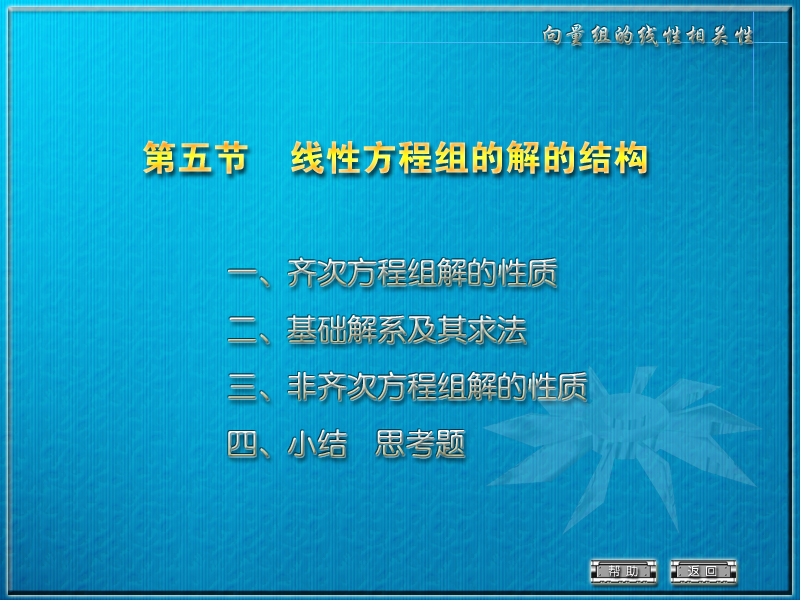 向量组的线性相关性
第五节 线性方程组的解的结构
一、齐次方程组解的性质
二、基础解系及其求法
三、非齐次方程组解的性质
四、小结 思考题
帮助 返回